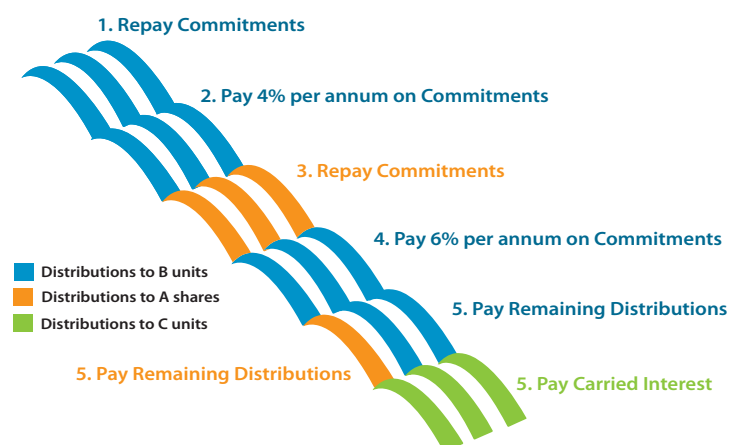 1. Repay Commitments
2. Pay 4% per annum on Commitments
3. Repay Commitments
4. Pay 6% per annum on Commitments
Distributions to B units
Distributions to A shares
Distributions to C units
5. Pay Remaining Distributions
5. Pay Remaining Distributions
5. Pay Carried Interest